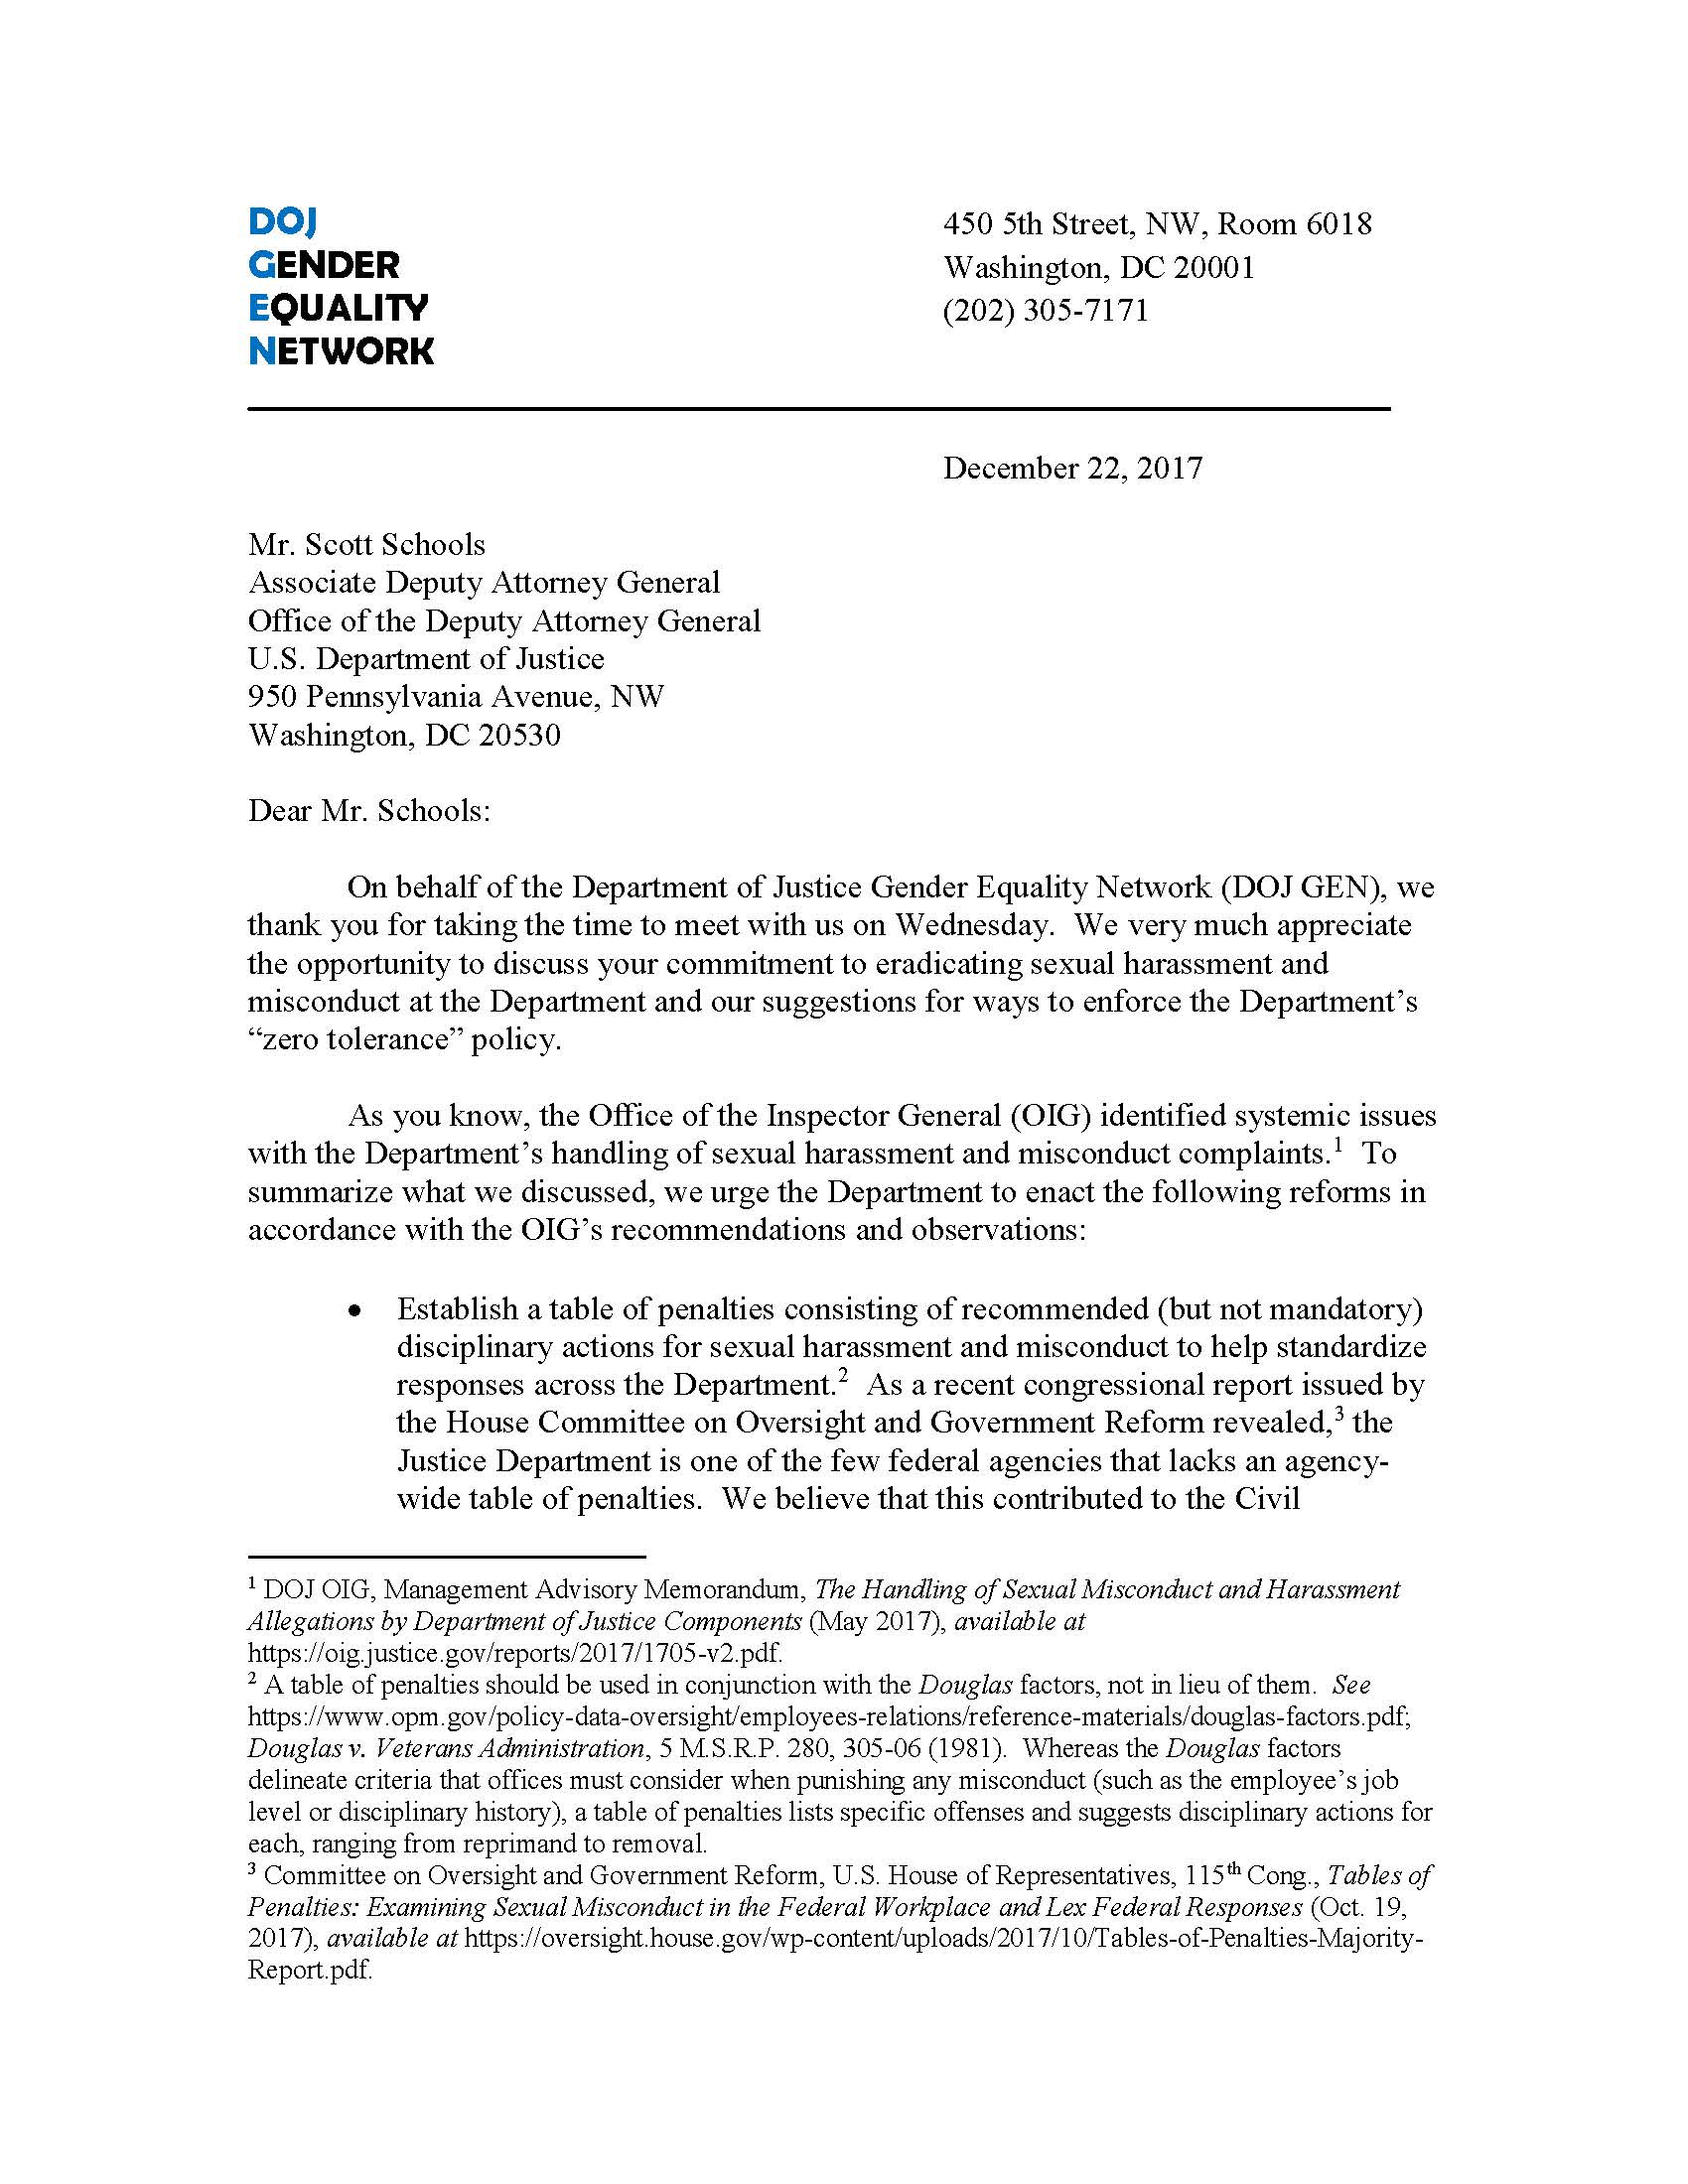 DOJ
GENDER
EQUALITY
NETWORK
450 5th Street, NW, Room 6018
Washington, DC 20001
(202) 305-7171
December 22, 2017
Mr. Scott Schools
Associate Deputy Attorney General
Office of the Deputy Attorney General
U.S. Department of Justice
950 Pennsylvania Avenue, NW
Washington, DC 20530
Dear Mr. Schools:
On behalf of the Department of Justice Gender Equality Network (DOJ GEN), we
thank you for taking the time to meet with us on Wednesday.  We very much appreciate
the opportunity to discuss your commitment to eradicating sexual harassment and
misconduct at the Department and our suggestions for ways to enforce the Department’s
“zero tolerance” policy.
As you know, the Office of the Inspector General (OIG) identified systemic issues
with the Department’s handling of sexual harassment and misconduct complaints.1  To
summarize what we discussed, we urge the Department to enact the following reforms in
accordance with the OIG’s recommendations and observations:
• Establish a table of penalties consisting of recommended (but not mandatory)
disciplinary actions for sexual harassment and misconduct to help standardize
responses across the Department.2  As a recent congressional report issued by
the House Committee on Oversight and Government Reform revealed,3 the
Justice Department is one of the few federal agencies that lacks an agency-
wide table of penalties.  We believe that this contributed to the Civil
1 DOJ OIG, Management Advisory Memorandum, The Handling of Sexual Misconduct and Harassment
Allegations by Department of Justice Components (May 2017), available at
https://oig.justice.gov/reports/2017/1705-v2.pdf.
2 A table of penalties should be used in conjunction with the Douglas factors, not in lieu of them.  See
https://www.opm.gov/policy-data-oversight/employees-relations/reference-materials/douglas-factors.pdf;
Douglas v. Veterans Administration, 5 M.S.R.P. 280, 305-06 (1981).  Whereas the Douglas factors
delineate criteria that offices must consider when punishing any misconduct (such as the employee’s job
level or disciplinary history), a table of penalties lists specific offenses and suggests disciplinary actions for
each, ranging from reprimand to removal.
3 Committee on Oversight and Government Reform, U.S. House of Representatives, 115th Cong., Tables of
Penalties: Examining Sexual Misconduct in the Federal Workplace and Lex Federal Responses (Oct. 19,
2017), available at https://oversight.house.gov/wp-content/uploads/2017/10/Tables-of-Penalties-Majority-
Report.pdf.